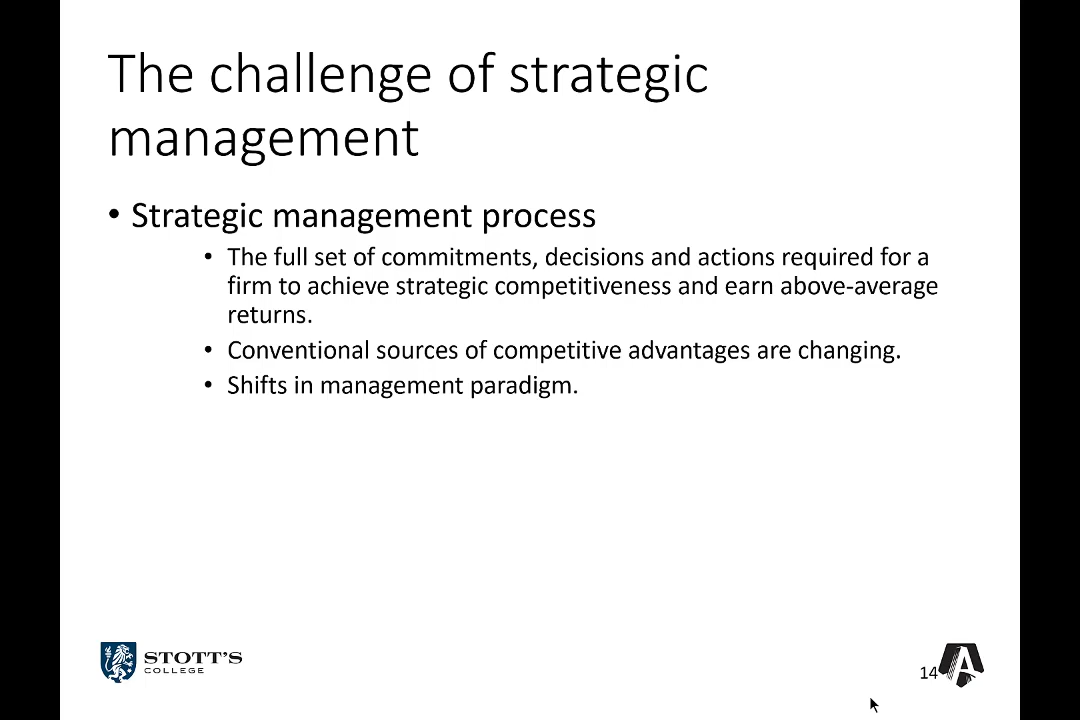 The challenge of strategic
management
• Strategic management process
• The full set of commitments, decisions and actions required for a
firm to achieve strategic competitiveness and earn above-average
returns.
• Conventional sources of competitive advantages are changing.
• Shifts in management paradigm.
STOTT'S
COLLEGE
14
A